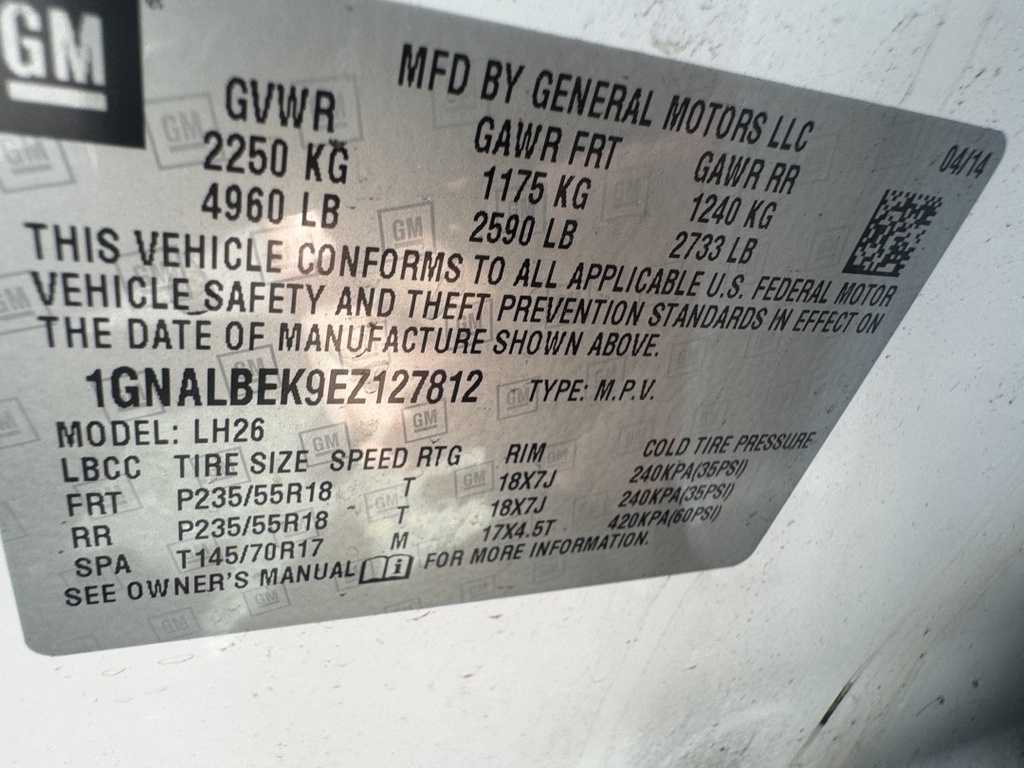 GM
MFD BY GENERAL MOTORS LLC
04/14
GVWR GAWR FRT GAWR RR
2250 KG 1175 KG 1240 KG
4960 LB 2590 LB 2733 LB
THIS VEHICLE CONFORMS TO ALL APPLICABLE U.S. FEDERAL MOTOR
VEHICLE SAFETY AND THEFT PREVENTION STANDARDS IN EFFECT ON
THE DATE OF MANUFACTURE SHOWN ABOVE.
1GNALBEK9EZ127812 TYPE: M.P.V.
MODEL: LH26
LBCC TIRE SIZE SPEED RTG RIM COLD TIRE PRESSURE
FRT P235/55R18 T 18X7J 240KPA(35PSI)
RR P235/55R18 T 18X7J 240KPA(35PSI)
SPA T145/70R17 M 17X4.5T 420KPA(60PSI)
SEE OWNER'S MANUAL i FOR MORE INFORMATION.